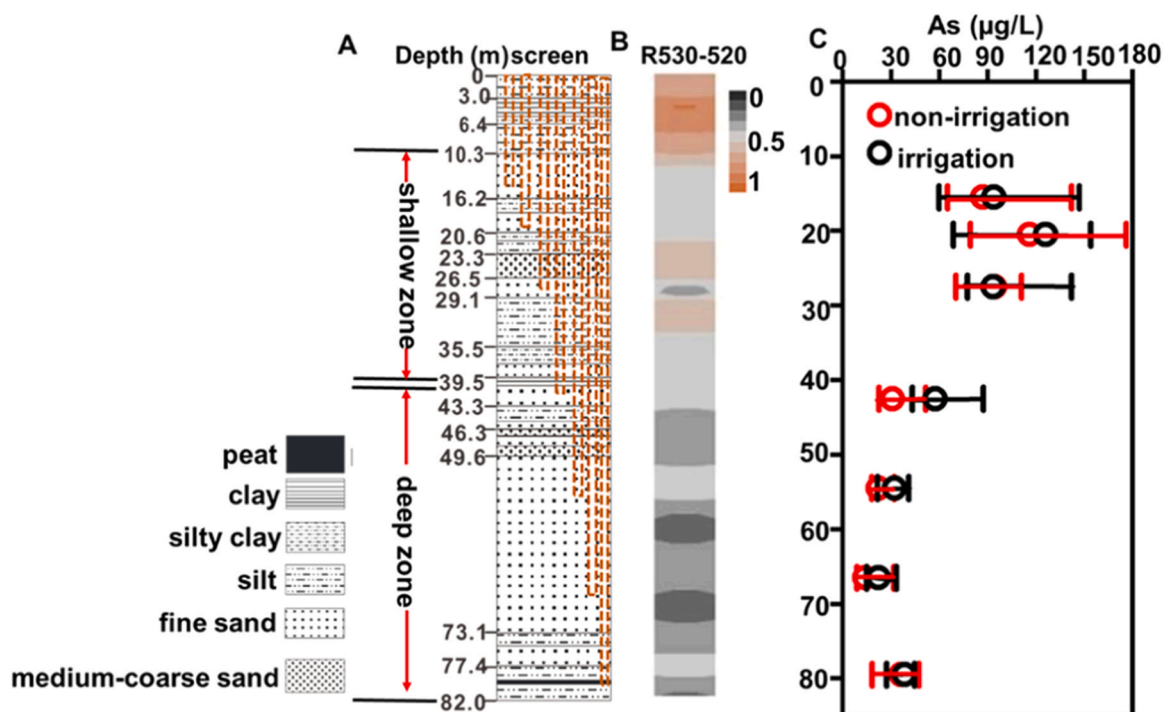 A
Depth (m) screen
0
3.0
6.4
10.3
16.2
20.6
23.3
26.5
29.1
35.5
39.5
43.3
46.3
49.6
73.1
77.4
82.0
shallow zone
deep zone
peat
clay
silty clay
silt
fine sand
medium-coarse sand
B
R530-520
0
0.5
1
C
As (µg/L)
0 30 60 90 120 150 180
0
10
20
30
40
50
60
70
80
non-irrigation
irrigation